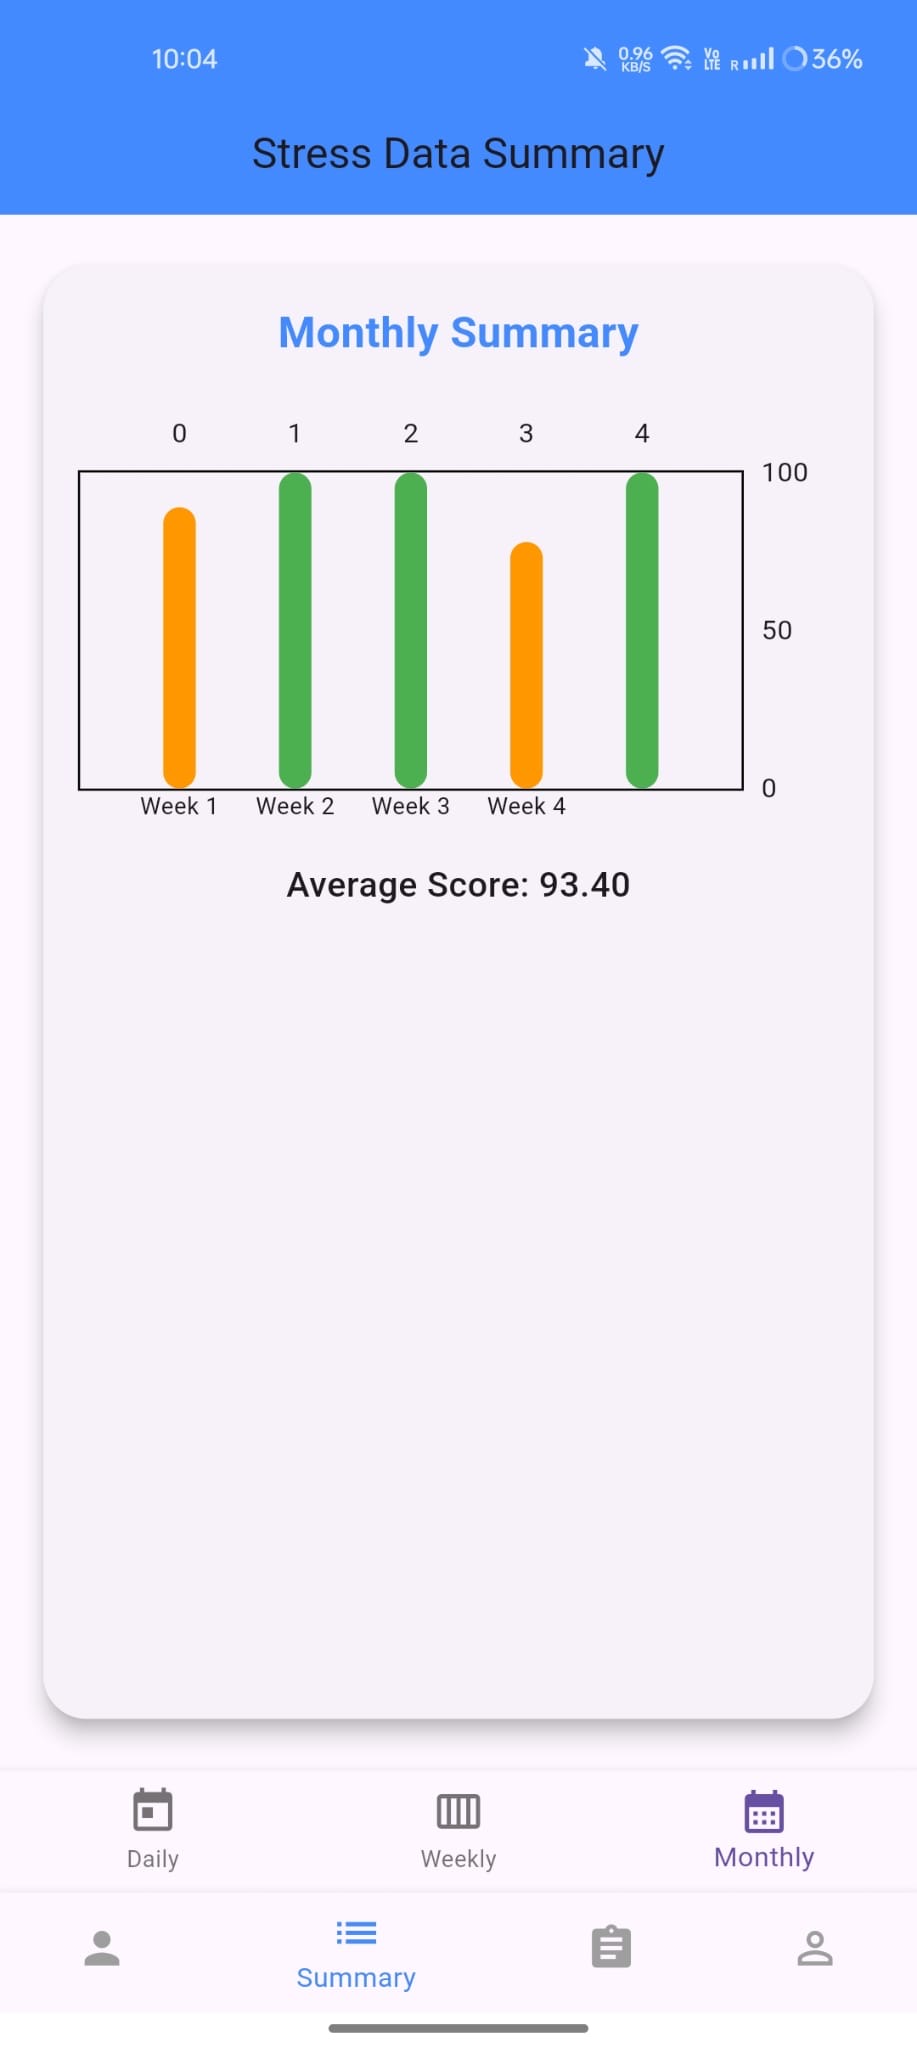 10:04
0.96 KB/S Vo LTE R 36%
Stress Data Summary
Monthly Summary
0 1 2 3 4
100
50
0
Week 1 Week 2 Week 3 Week 4
Average Score: 93.40
Daily Weekly Monthly
Summary